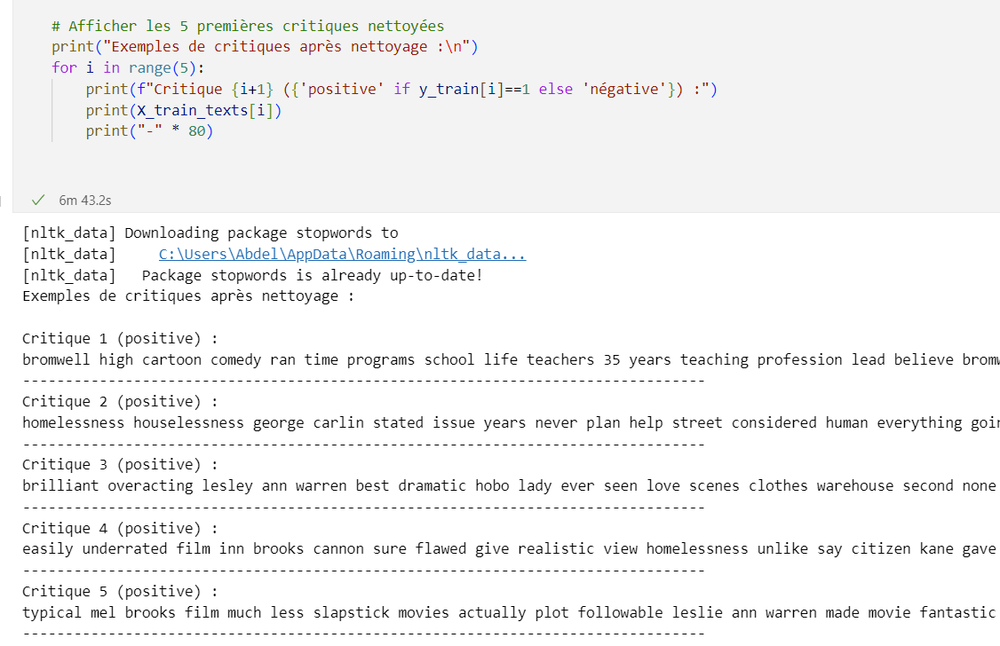 # Afficher les 5 premières critiques nettoyées
print("Exemples de critiques après nettoyage :\n")
for i in range(5):
    print(f"Critique {i+1} ({'positive' if y_train[i]==1 else 'négative'}) :")
    print(X_train_texts[i])
    print("-" * 80)
✓ 6m 43.2s
[nltk_data] Downloading package stopwords to
[nltk_data]     C:\Users\Abdel\AppData\Roaming\nltk_data...
[nltk_data]   Package stopwords is already up-to-date!
Exemples de critiques après nettoyage :
Critique 1 (positive) :
bromwell high cartoon comedy ran time programs school life teachers 35 years teaching profession lead believe
--------------------------------------------------------------------------------
Critique 2 (positive) :
homelessness houselessness george carlin stated issue years never plan help street considered human everything
--------------------------------------------------------------------------------
Critique 3 (positive) :
brilliant overacting lesley ann warren best dramatic hobo lady ever seen love scenes clothes warehouse second none
--------------------------------------------------------------------------------
Critique 4 (positive) :
easily underrated film inn brooks cannon sure flawed give realistic view homelessness unlike say citizen kane gave
--------------------------------------------------------------------------------
Critique 5 (positive) :
typical mel brooks film much less slapstick movies actually plot followable leslie ann warren made movie fantastic
--------------------------------------------------------------------------------